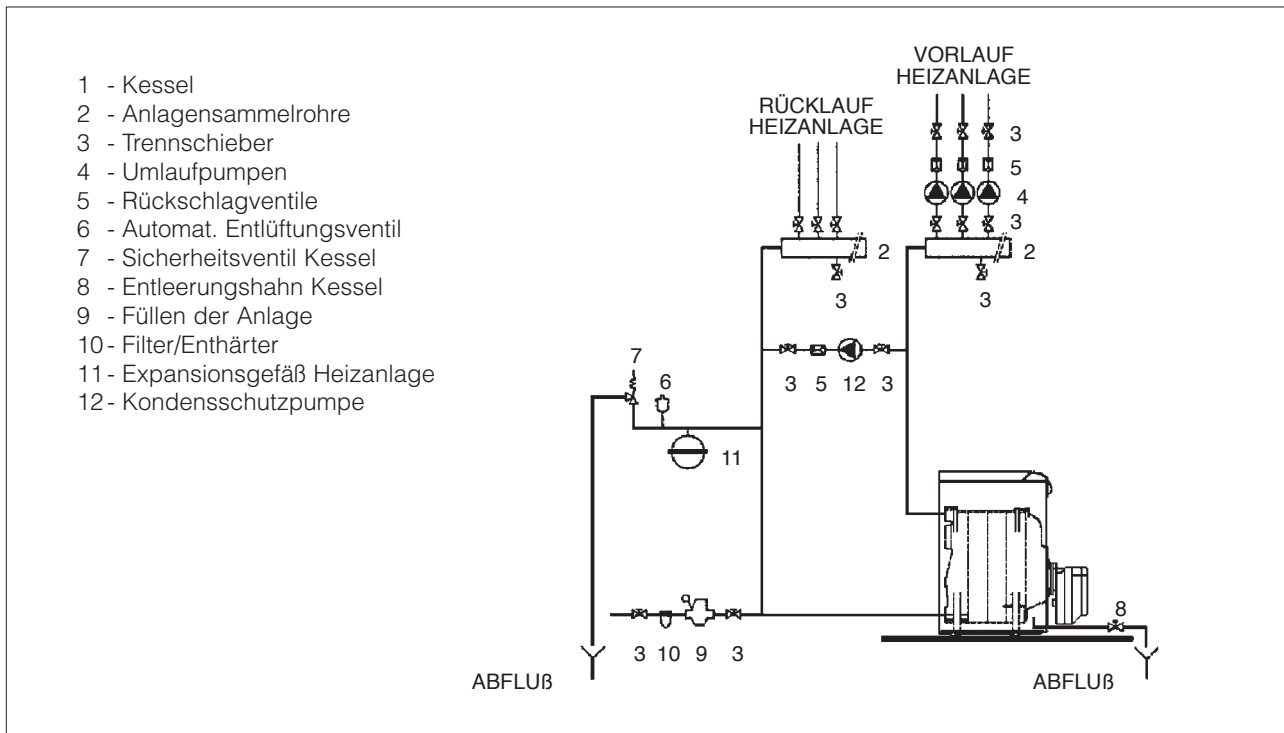 1 - Kessel
2 - Anlagensammelrohre
3 - Trennschieber
4 - Umlaufpumpen
5 - Rückschlagventile
6 - Automat. Entlüftungsventil
7 - Sicherheitsventil Kessel
8 - Entleerungshahn Kessel
9 - Füllen der Anlage
10 - Filter/Enthärter
11 - Expansionsgefäß Heizanlage
12 - Kondensschutzpumpe
VORLAUF
HEIZANLAGE
RÜCKLAUF
HEIZANLAGE
3
5
4
3
2
2
3
3
7
6
3 5 12 3
11
8
3 10 9 3
ABFLUß
ABFLUß